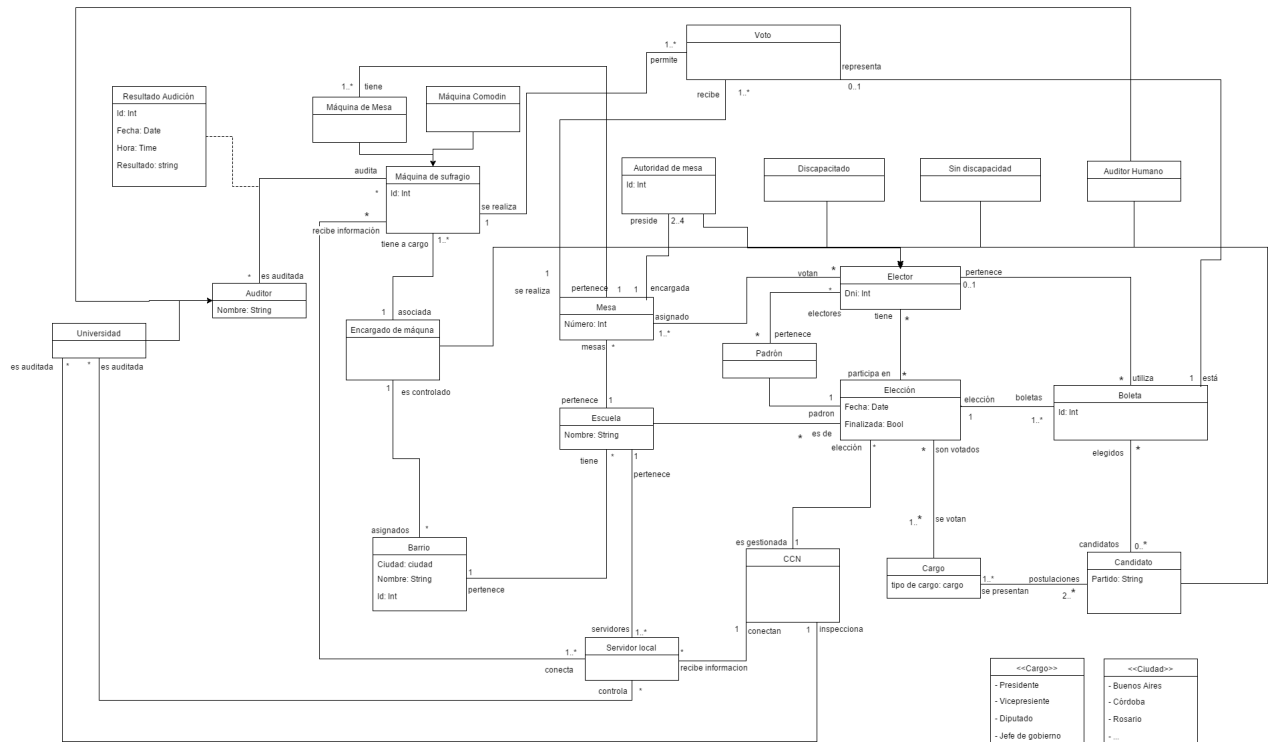 Voto
1..*
permite
representa
0..1
recibe
1..*
1..*
tiene
Resultado Audiciòn
Id: Int
Fecha: Date
Hora: Time
Resultado: string
Máquina de Mesa
Máquina Comodin
audita
*
Máquina de sufragio
Id: Int
se realiza
1
*
recibe información
tiene a cargo
1..*
Autoridad de mesa
Id: Int
preside
2..4
Discapacitado
Sin discapacidad
Auditor Humano
*
es auditada
Auditor
Nombre: String
Universidad
es auditada
*
*
es auditada
1
asociada
Encargado de máquna
1
es controlado
1
se realiza
pertenece
1
1
encargada
Mesa
Número: Int
asignado
1..*
mesas
*
votan
*
Elector
Dni: Int
pertenece
0..1
*
electores
tiene
*
*
pertenece
Padrón
participa en
*
1
padron
Elección
Fecha: Date
Finalizada: Bool
elección
1
boletas
1..*
*
utiliza
1
está
Boleta
Id: Int
pertenece
1
Escuela
Nombre: String
tiene
*
1
pertenece
*
es de
elección
*
*
son votados
elegidos
*
asignados
*
Barrio
Ciudad: ciudad
Nombre: String
Id: Int
1
pertenece
es gestionada
1
CCN
1
conectan
1
inspecciona
1..*
se votan
Cargo
tipo de cargo: cargo
1..*
se presentan
postulaciones
2..*
candidatos
0..*
Candidato
Partido: String
servidores
1..*
Servidor local
1..*
conecta
*
recibe informacion
controla
*
<<Cargo>>
- Presidente
- Vicepresiente
- Diputado
- Jefe de gobierno
<<Ciudad>>
- Buenos Aires
- Córdoba
- Rosario
- ...